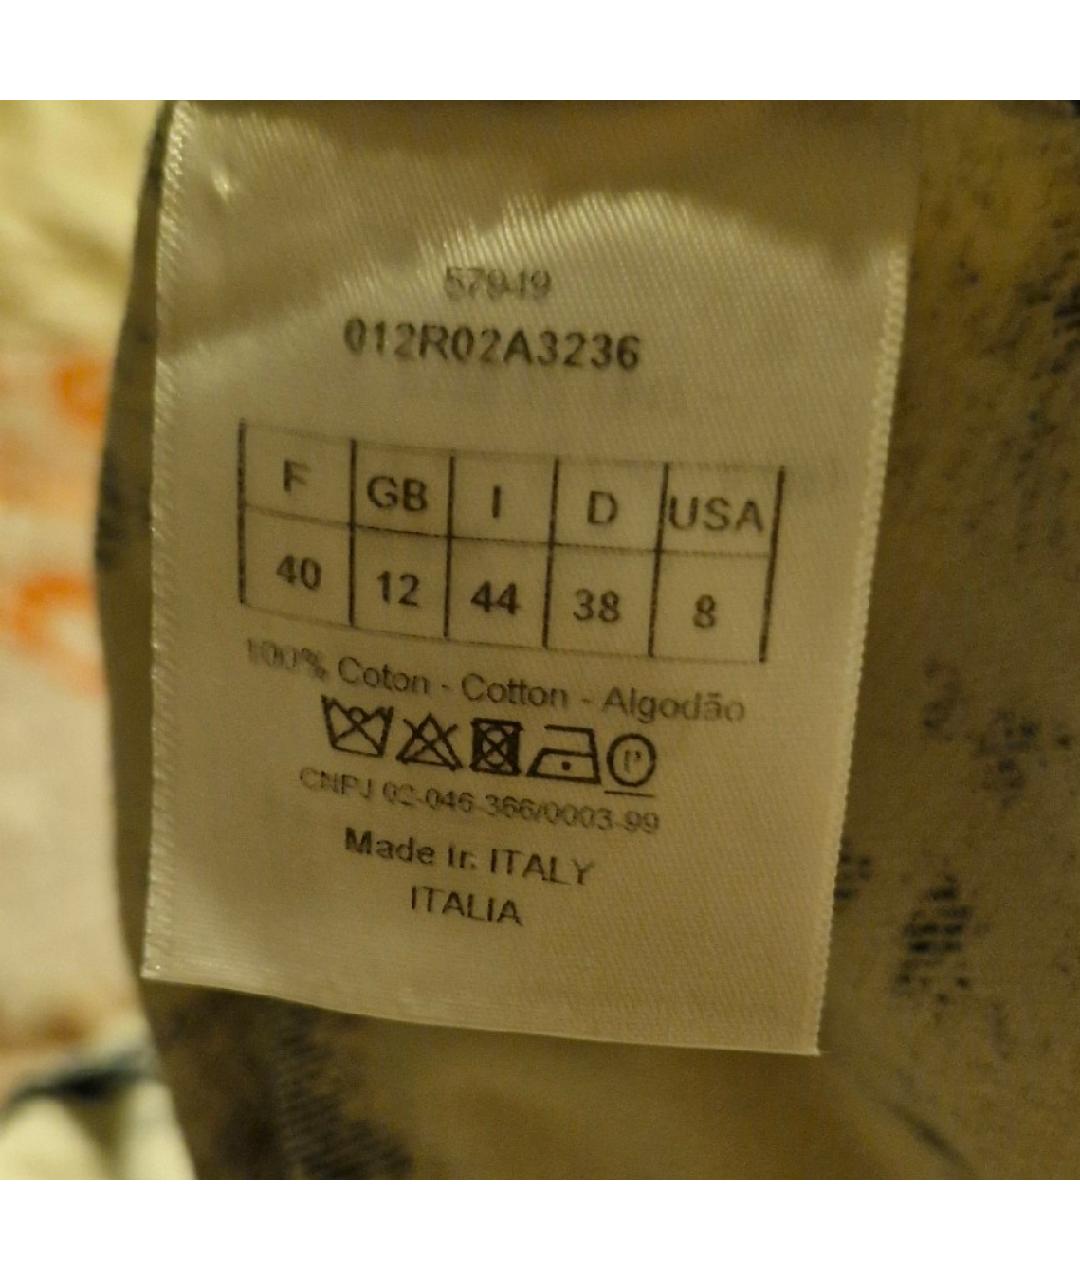 57949
012R02A3236
F GB I D USA
40 12 44 38 8
100% Coton - Cotton - Algodão
P
CNPJ 02-046-366/0003-99
Made in ITALY
ITALIA